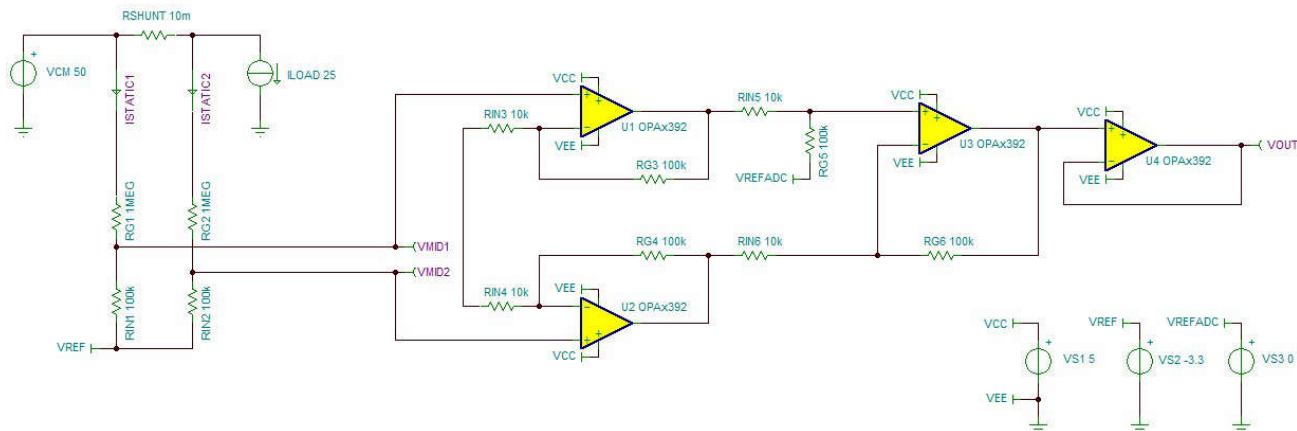 RSHUNT 10m
VCM 50
ISTATIC1
ISTATIC2
ILOAD 25
RG1 1MEG
RG2 1MEG
VMID1
VMID2
RIN1 100k
RIN2 100k
VREF
VCC
U1 OPAx392
VEE
RIN3 10k
RG3 100k
RIN5 10k
RG5 100k
VREFADC
VCC
U3 OPAx392
VEE
VCC
U4 OPAx392
VEE
VOUT
RG4 100k
RIN6 10k
RG6 100k
RIN4 10k
VEE
U2 OPAx392
VCC
VCC
VS1 5
VEE
VREF
VS2 -3.3
VREFADC
VS3 0